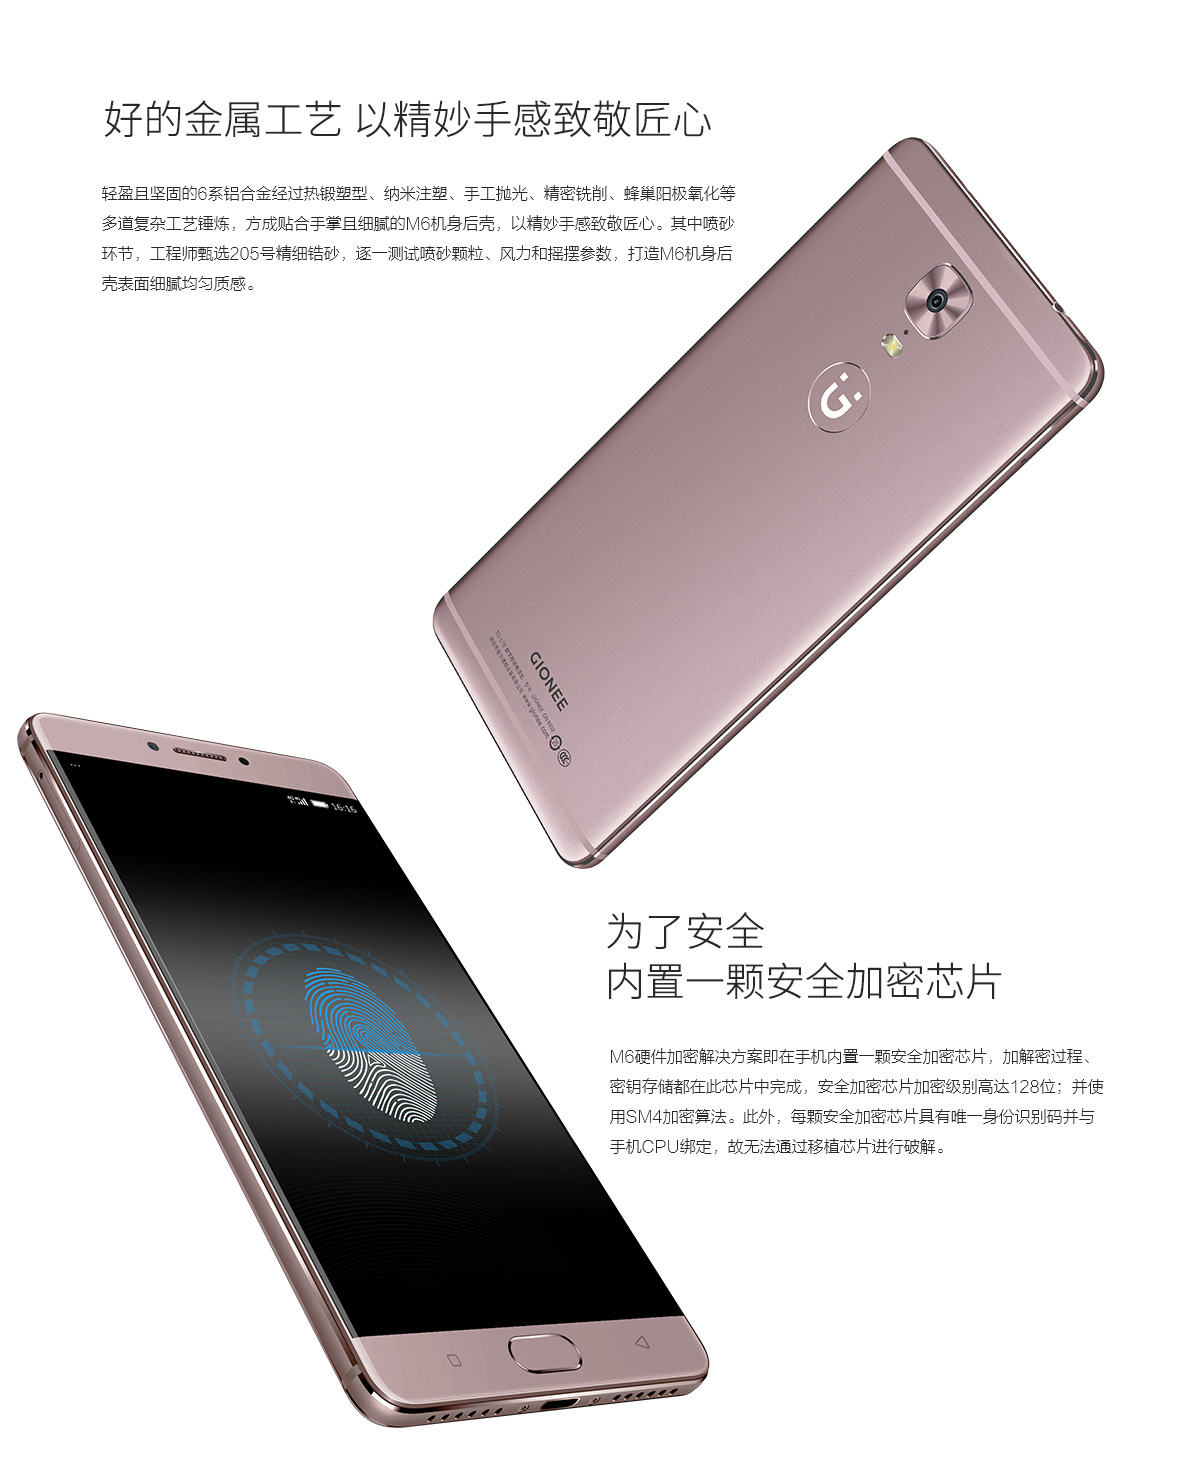 好的金属工艺 以精妙手感致敬匠心
轻盈且坚固的6系铝合金经过热锻塑型、纳米注塑、手工抛光、精密铣削、蜂巢阳极氧化等
多道复杂工艺锤炼，方成贴合手掌且细腻的M6机身后壳，以精妙手感致敬匠心。其中喷砂
环节，工程师甄选205号精细锆砂，逐一测试喷砂颗粒、风力和摇摆参数，打造M6机身后
壳表面细腻均匀质感。
GIONEE
www.gionee.com
16:16
为了安全
内置一颗安全加密芯片
M6硬件加密解决方案即在手机内置一颗安全加密芯片，加解密过程、
密钥存储都在此芯片中完成，安全加密芯片加密级别高达128位；并使
用SM4加密算法。此外，每颗安全加密芯片具有唯一身份识别码并与
手机CPU绑定，故无法通过移植芯片进行破解。